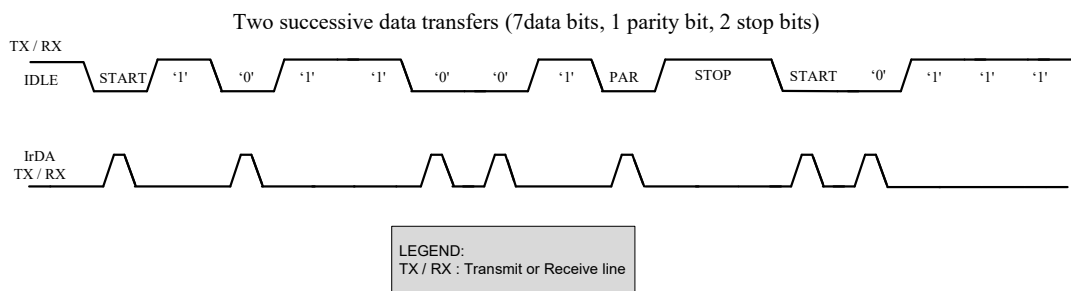 Two successive data transfers (7data bits, 1 parity bit, 2 stop bits)
TX / RX
IDLE START ‘1' ‘0' ‘1' ‘1' ‘0' ‘0' ‘1' PAR STOP START ‘0' ‘1' ‘1' ‘1'
IrDA
TX / RX
LEGEND:
TX / RX : Transmit or Receive line